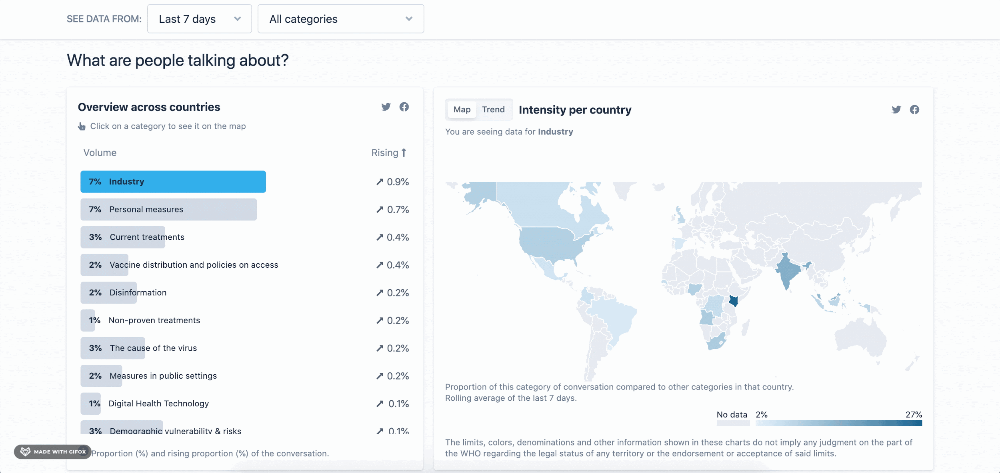 SEE DATA FROM: Last 7 days All categories
What are people talking about?
Overview across countries
Click on a category to see it on the map
Volume Rising
7% Industry 0.9%
7% Personal measures 0.7%
3% Current treatments 0.4%
2% Vaccine distribution and policies on access 0.4%
2% Disinformation 0.2%
1% Non-proven treatments 0.2%
3% The cause of the virus 0.2%
2% Measures in public settings 0.2%
1% Digital Health Technology 0.1%
3% Demographic vulnerability & risks 0.1%
Proportion (%) and rising proportion (%) of the conversation.
MADE WITH GIFOX
Map Trend Intensity per country
You are seeing data for Industry
Proportion of this category of conversation compared to other categories in that country.
Rolling average of the last 7 days.
No data 2% 27%
The limits, colors, denominations and other information shown in these charts do not imply any judgment on the part of
the WHO regarding the legal status of any territory or the endorsement or acceptance of said limits.